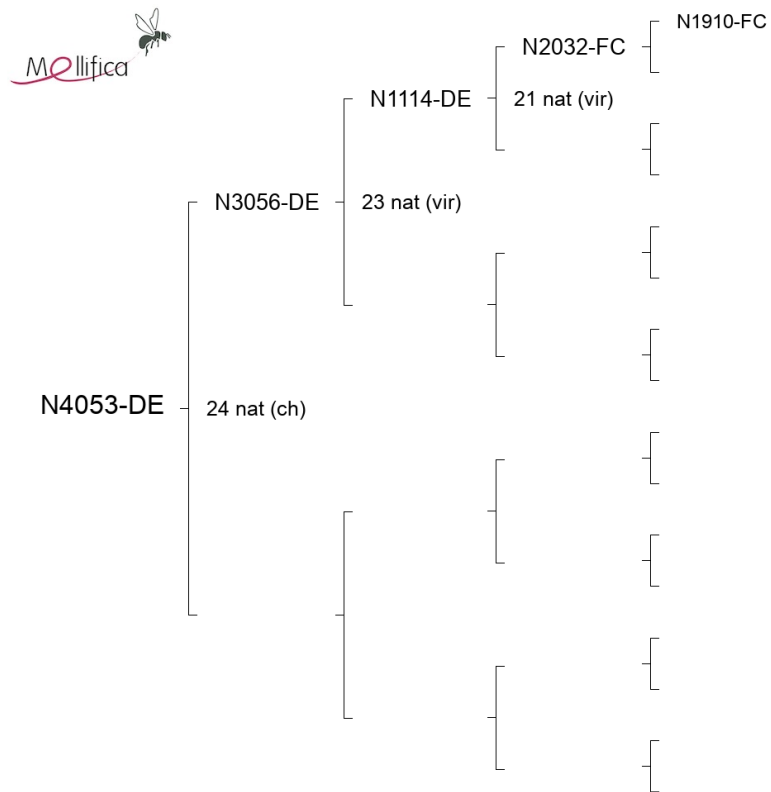 Mellifica
N1910-FC
N2032-FC
N1114-DE
21 nat (vir)
N3056-DE
23 nat (vir)
N4053-DE
24 nat (ch)